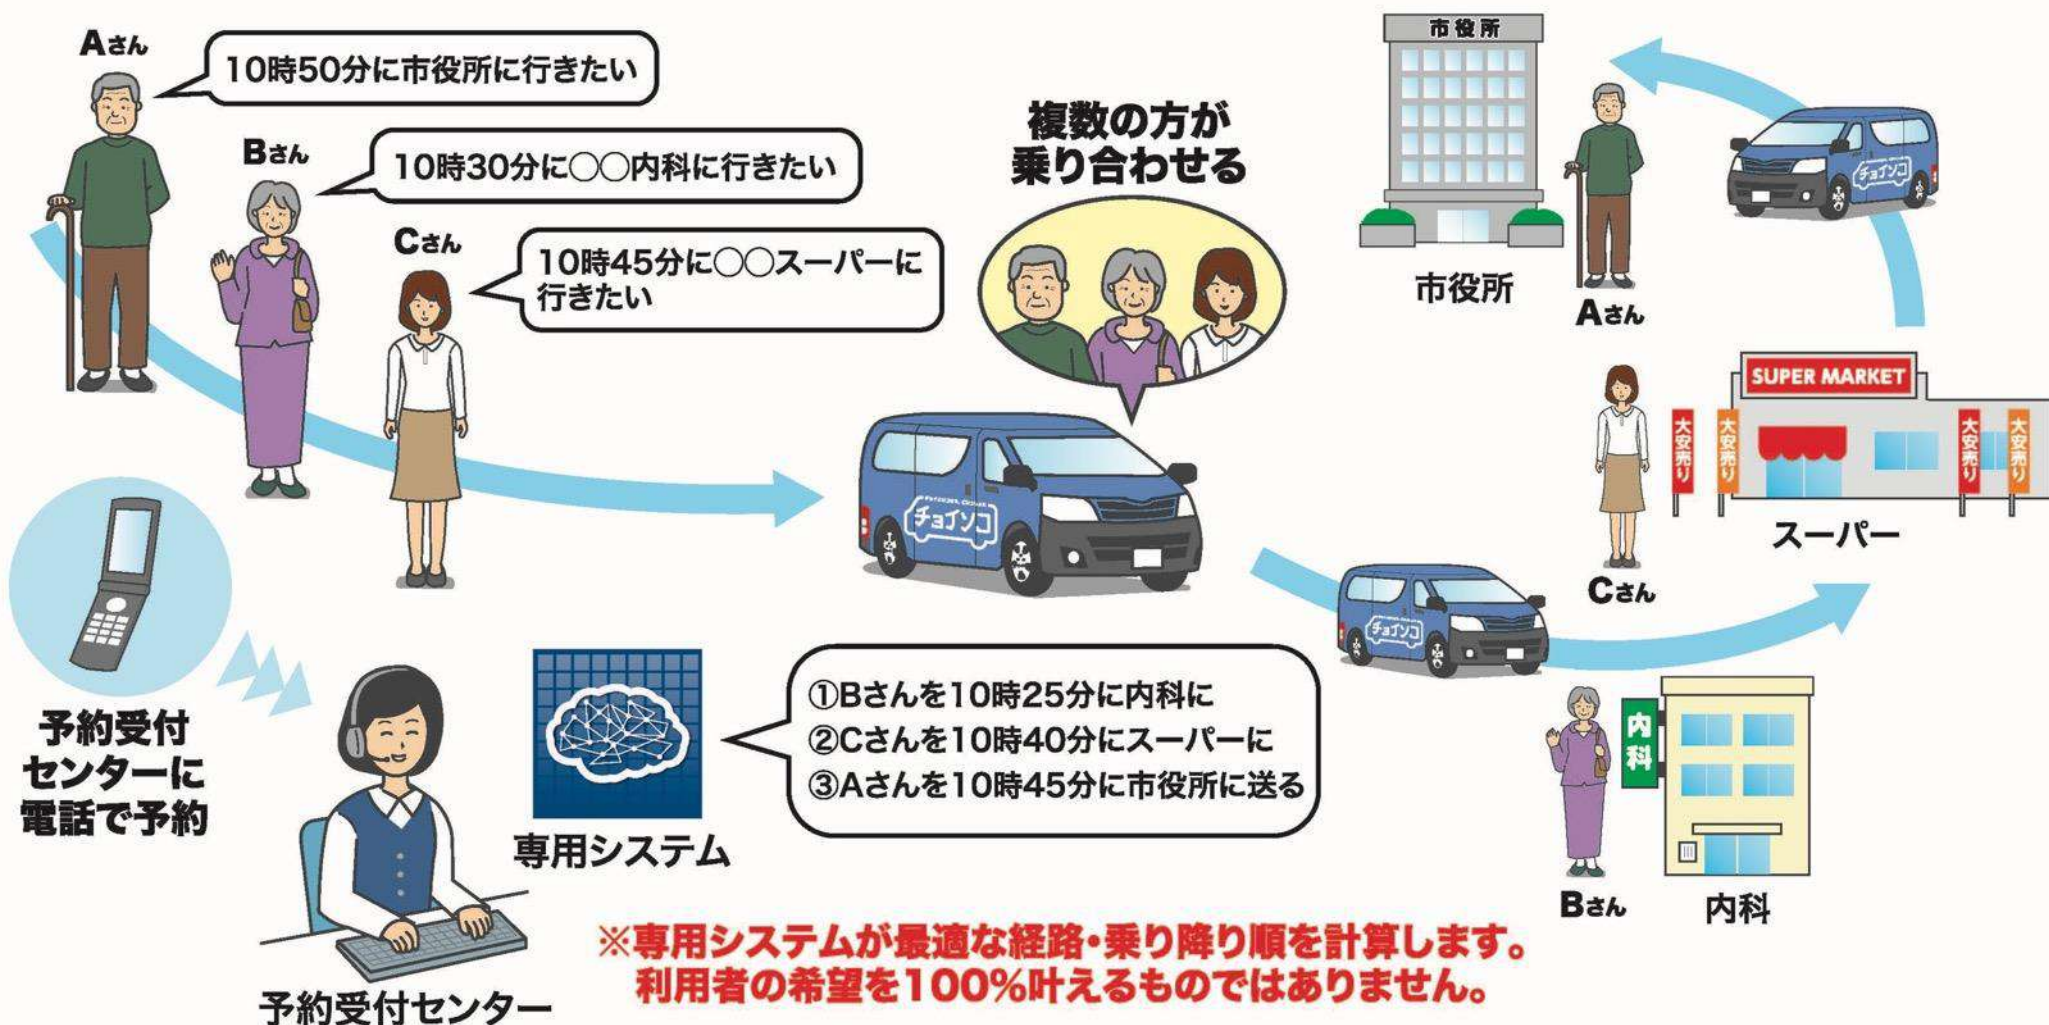 Aさん
10時50分に市役所に行きたい
Bさん
10時30分に○○内科に行きたい
Cさん
10時45分に○○スーパーに
行きたい
複数の方が
乗り合わせる
チョイソコ
市役所
市役所
Aさん
チョイソコ
SUPER MARKET
大安売り
大安売り
大安売り
大安売り
スーパー
Cさん
チョイソコ
内科
Bさん
内科
予約受付
センターに
電話で予約
予約受付センター
専用システム
①Bさんを10時25分に内科に
②Cさんを10時40分にスーパーに
③Aさんを10時45分に市役所に送る
※専用システムが最適な経路・乗り降り順を計算します。
利用者の希望を100%叶えるものではありません。